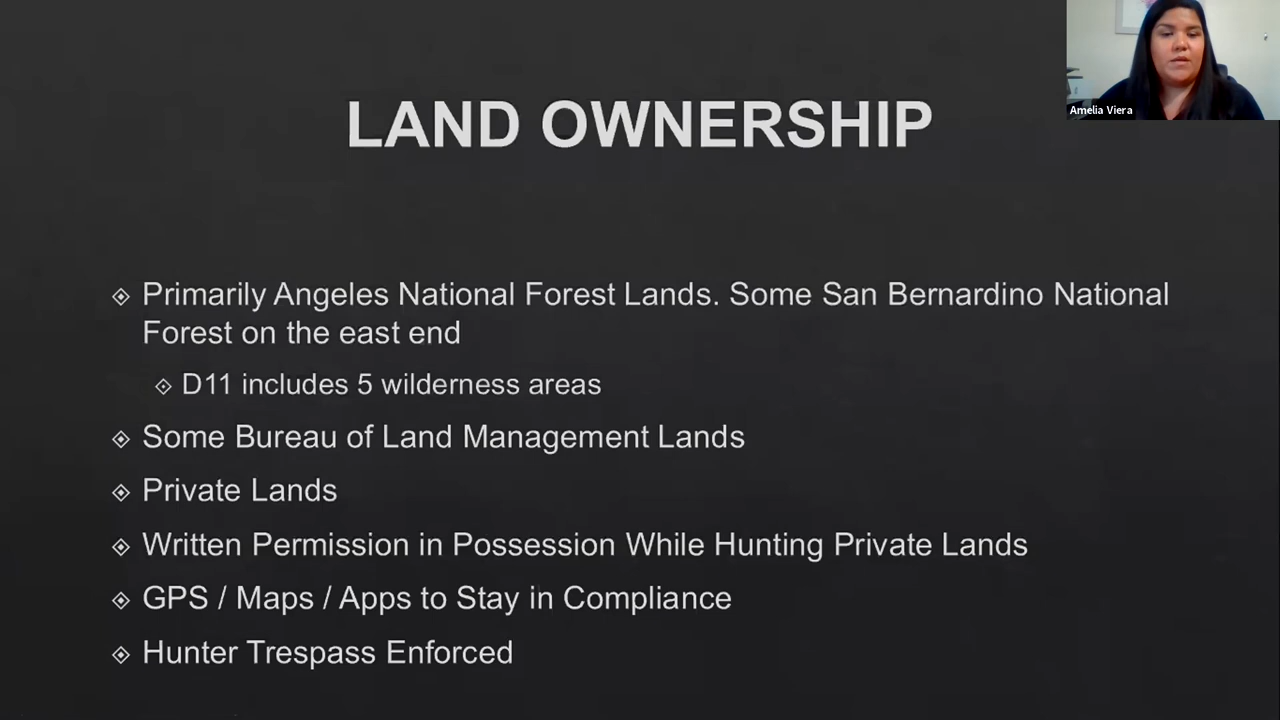 LAND OWNERSHIP
Amelia Viera
Primarily Angeles National Forest Lands. Some San Bernardino National
Forest on the east end
D11 includes 5 wilderness areas
Some Bureau of Land Management Lands
Private Lands
Written Permission in Possession While Hunting Private Lands
GPS / Maps / Apps to Stay in Compliance
Hunter Trespass Enforced